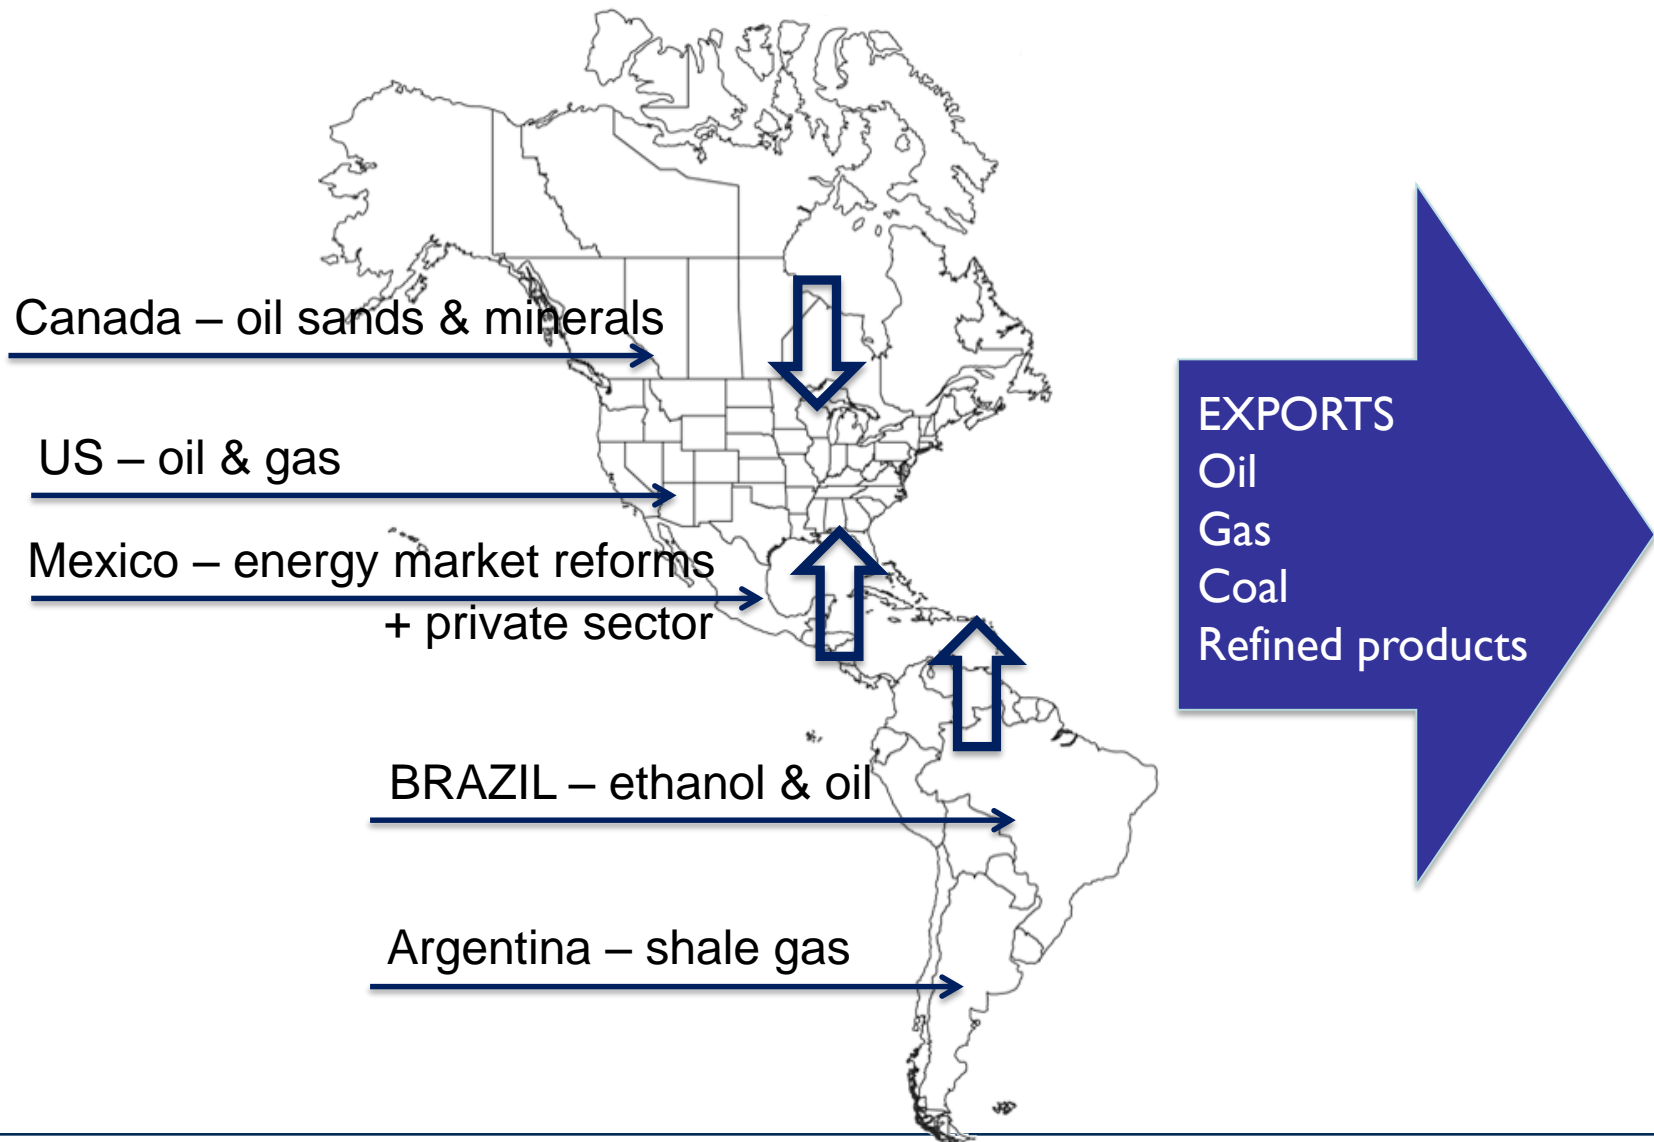 Canada – oil sands & minerals
US – oil & gas
Mexico – energy market reforms
+ private sector
BRAZIL – ethanol & oil
Argentina – shale gas
EXPORTS
Oil
Gas
Coal
Refined products